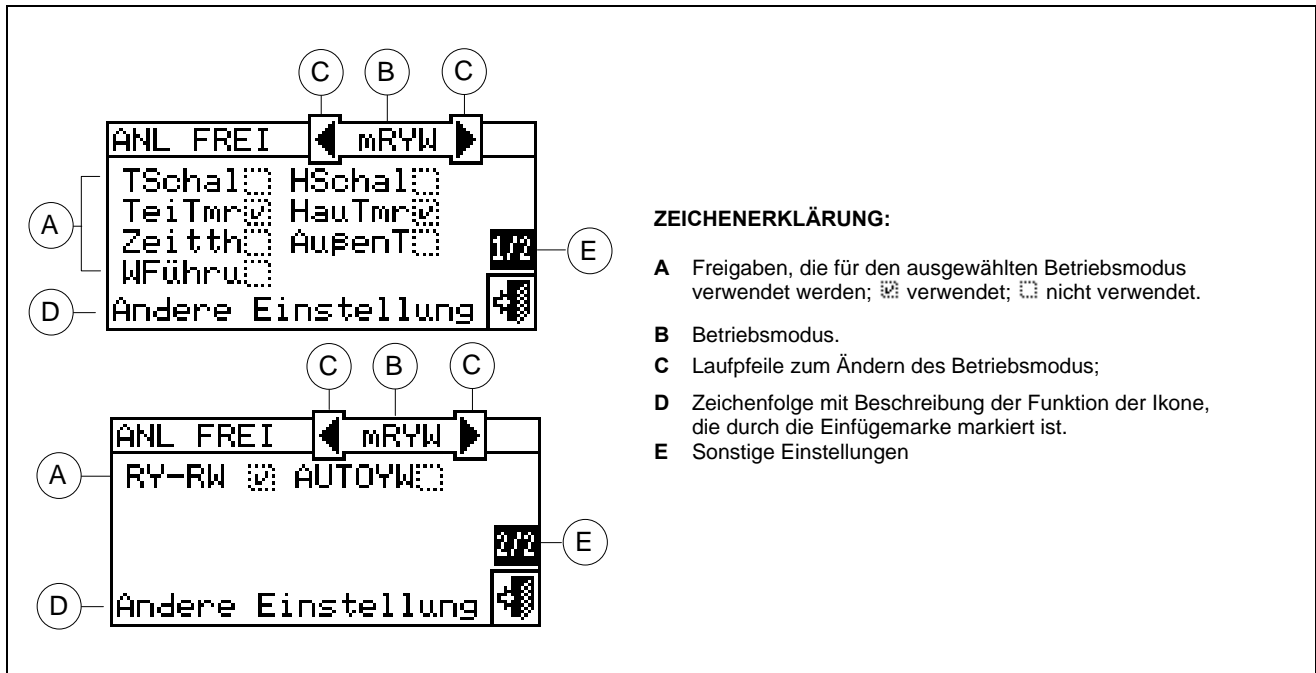 C B C
ANL FREI mRYW
TSchal HSchal
TeiTmr HauTmr
Zeitth AußenT
WFühru
A
1/2
E
D
Andere Einstellung
C B C
ANL FREI mRYW
A
RY-RW AUTOYW
2/2
E
D
Andere Einstellung
ZEICHENERKLÄRUNG:
A Freigaben, die für den ausgewählten Betriebsmodus
verwendet werden; verwendet; nicht verwendet.
B Betriebsmodus.
C Laufpfeile zum Ändern des Betriebsmodus;
D Zeichenfolge mit Beschreibung der Funktion der Ikone,
die durch die Einfügemarke markiert ist.
E Sonstige Einstellungen